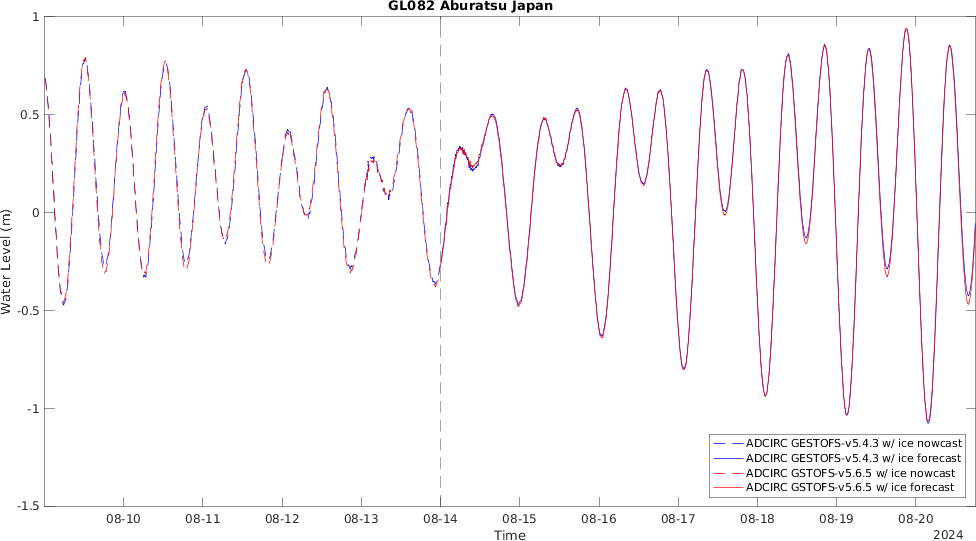 GL082 Aburatsu Japan
1
0.5
0
-0.5
-1
-1.5
Water Level (m)
08-10 08-11 08-12 08-13 08-14 08-15 08-16 08-17 08-18 08-19 08-20
Time
2024
ADCIRC GESTOFS-v5.4.3 w/ ice nowcast
ADCIRC GESTOFS-v5.4.3 w/ ice forecast
ADCIRC GSTOFS-v5.6.5 w/ ice nowcast
ADCIRC GSTOFS-v5.6.5 w/ ice forecast